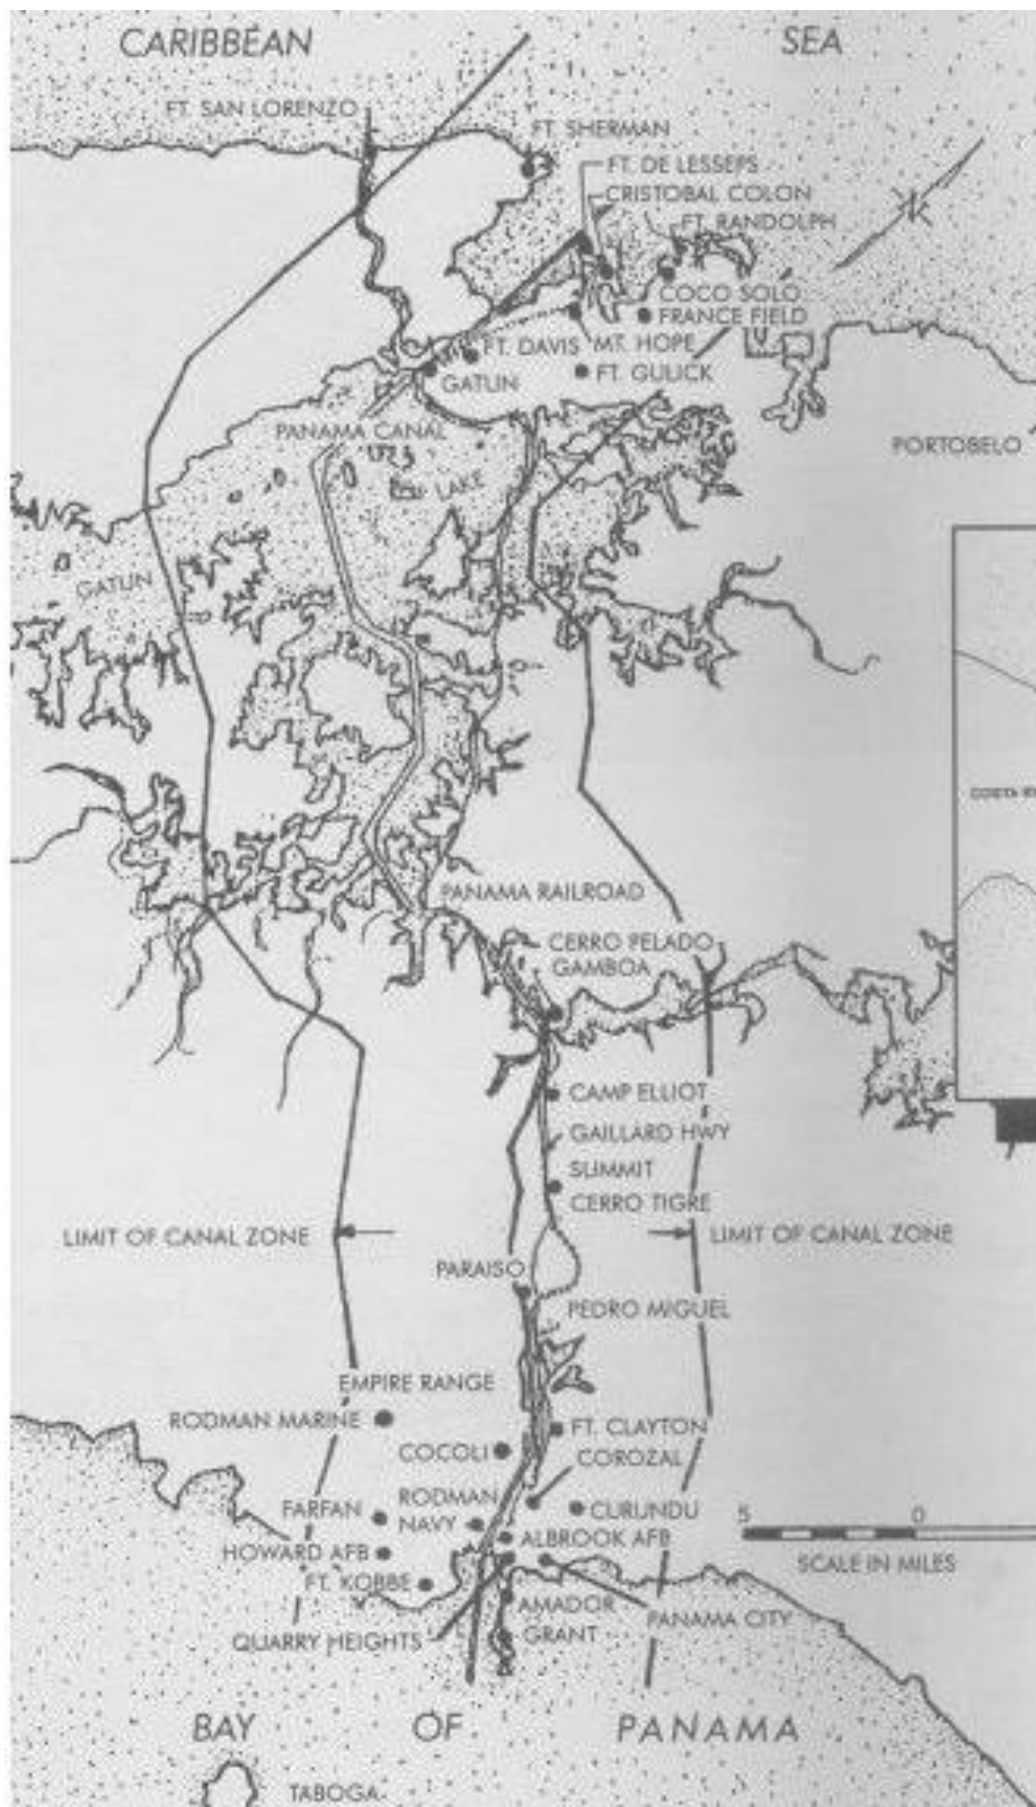 CARIBBEAN SEA
FT. SAN LORENZO
FT. SHERMAN
FT. DE LESSEPS
CRISTOBAL COLON
FT. RANDOLPH
COCO SOLO
FRANCE FIELD
FT. DAVIS
MT. HOPE
GATUN
FT. GULICK
PANAMA CANAL
PORTOBELO
LAKE
GATUN
PANAMA RAILROAD
CERRO PELADO
GAMBOA
CAMP ELLIOT
GAILLARD HWY
SUMMIT
CERRO TIGRE
LIMIT OF CANAL ZONE
LIMIT OF CANAL ZONE
PARAISO
PEDRO MIGUEL
EMPIRE RANGE
RODMAN MARINE
FT. CLAYTON
COCOLI
COROZAL
FARFAN
RODMAN
NAVY
CURUNDU
5 0
ALBROOK AFB
HOWARD AFB
SCALE IN MILES
FT. KOBBE
AMADOR
PANAMA CITY
GRANT
QUARRY HEIGHTS
BAY OF PANAMA
TABOGA